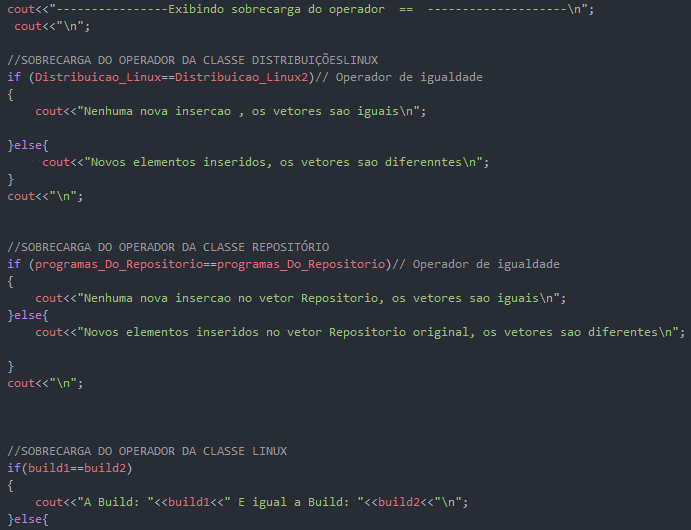 cout<<"----------------Exibindo sobrecarga do operador  ==  --------------------\n";
 cout<<"\n";

//SOBRECARGA DO OPERADOR DA CLASSE DISTRIBUIÇÕESLINUX
if (Distribuicao_Linux==Distribuicao_Linux2)// Operador de igualdade
{
    cout<<"Nenhuma nova insercao , os vetores sao iguais\n";

}else{
     cout<<"Novos elementos inseridos, os vetores sao diferenntes\n";
}
cout<<"\n";


//SOBRECARGA DO OPERADOR DA CLASSE REPOSITÓRIO
if (programas_Do_Repositorio==programas_Do_Repositorio)// Operador de igualdade
{
    cout<<"Nenhuma nova insercao no vetor Repositorio, os vetores sao iguais\n";
}else{
    cout<<"Novos elementos inseridos no vetor Repositorio original, os vetores sao diferentes\n";

}
cout<<"\n";



//SOBRECARGA DO OPERADOR DA CLASSE LINUX
if(build1==build2)
{
    cout<<"A Build: "<<build1<<" E igual a Build: "<<build2<<"\n";
}else{